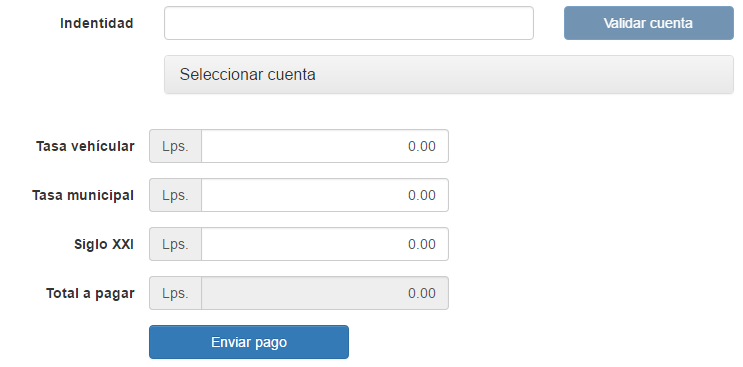 Indentidad Validar cuenta
Seleccionar cuenta
Tasa vehícular Lps. 0.00
Tasa municipal Lps. 0.00
Siglo XXI Lps. 0.00
Total a pagar Lps. 0.00
Enviar pago